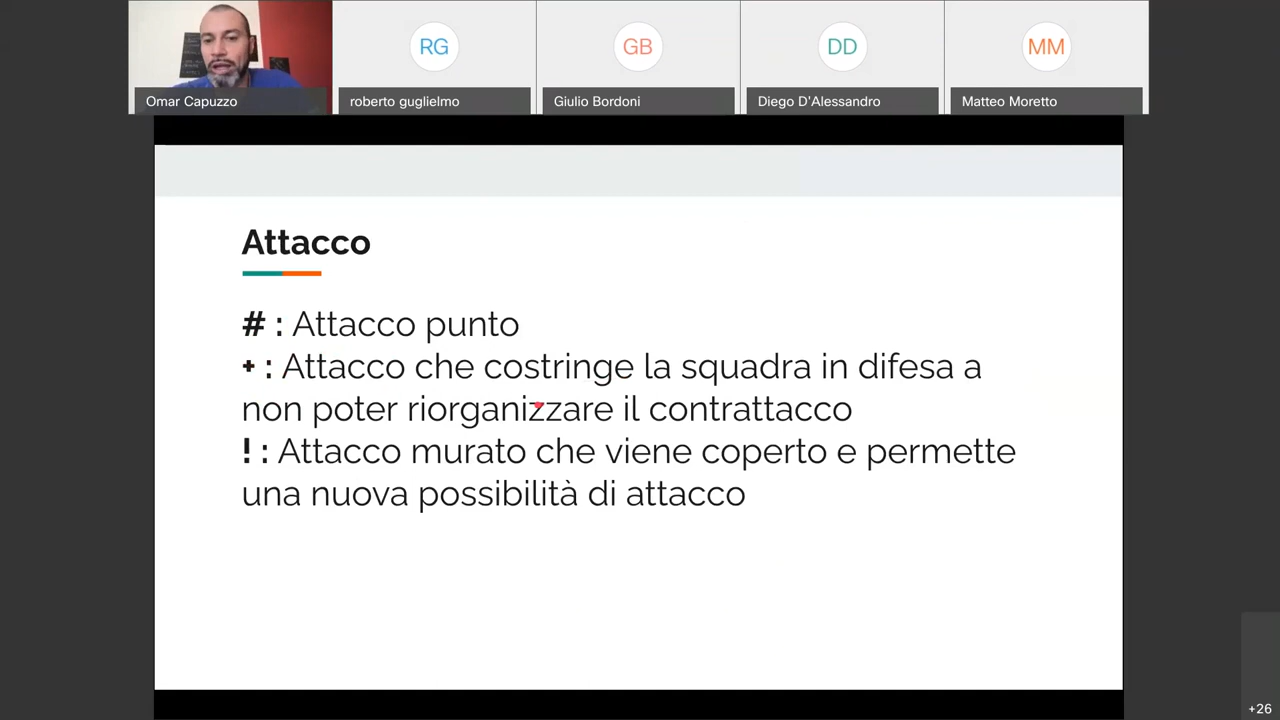 RG
GB
DD
MM
Omar Capuzzo
roberto guglielmo
Giulio Bordoni
Diego D'Alessandro
Matteo Moretto
Attacco
# : Attacco punto
+ : Attacco che costringe la squadra in difesa a
non poter riorganizzare il contrattacco
! : Attacco murato che viene coperto e permette
una nuova possibilità di attacco
+26